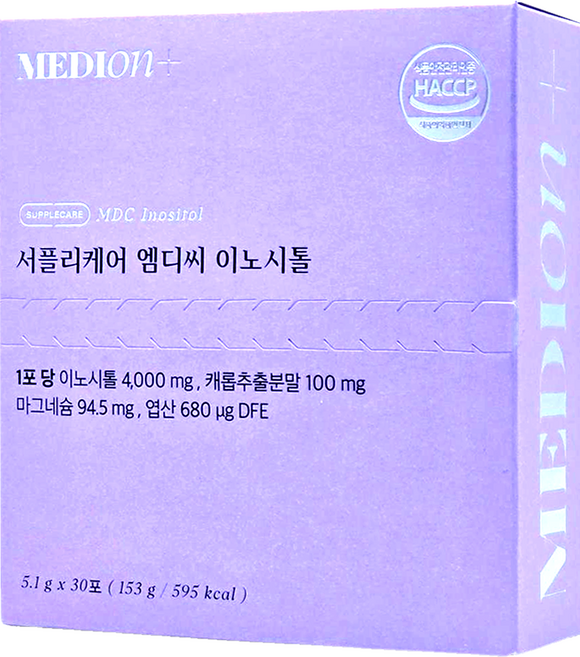 MEDIOn+
HACCP
SUPPLECARE MDC Inositol
서플리케어 엠디씨 이노시톨
1포 당 이노시톨 4,000 mg , 캐롭추출분말 100 mg
마그네슘 94.5 mg , 엽산 680 μg DFE
5.1 g x 30포 ( 153 g / 595 kcal )
MEDIOn+